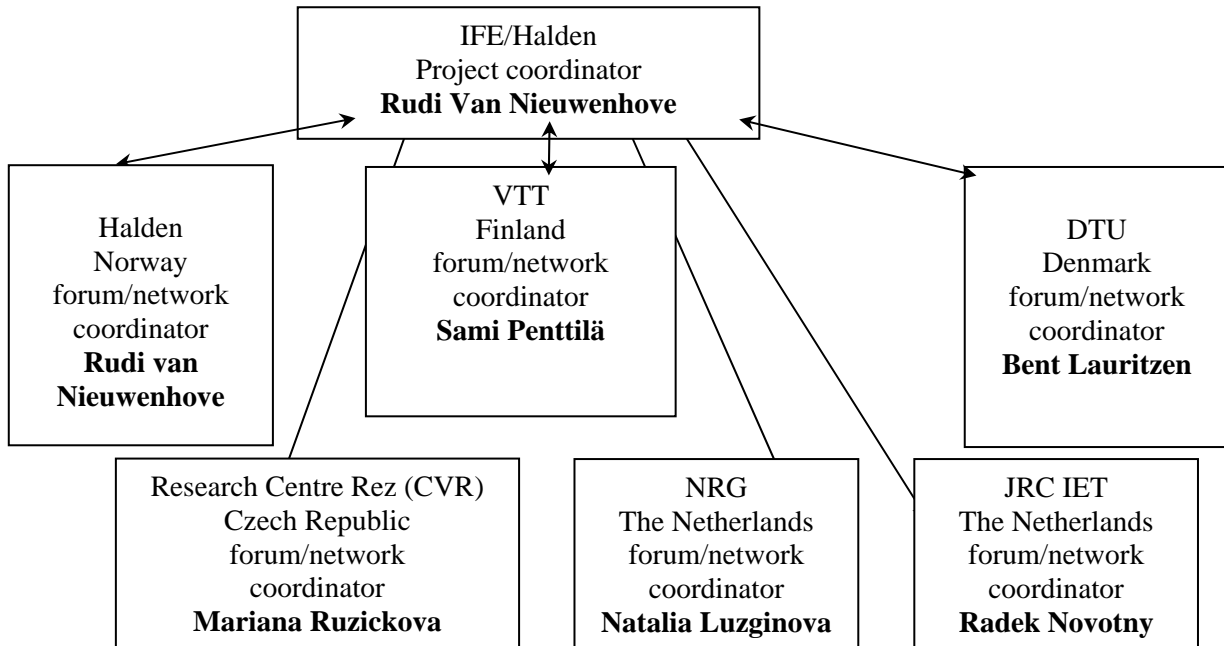 IFE/Halden
Project coordinator
Rudi Van Nieuwenhove
Halden
Norway
forum/network
coordinator
Rudi van
Nieuwenhove
VTT
Finland
forum/network
coordinator
Sami Penttilä
DTU
Denmark
forum/network
coordinator
Bent Lauritzen
Research Centre Rez (CVR)
Czech Republic
forum/network
coordinator
Mariana Ruzickova
NRG
The Netherlands
forum/network
coordinator
Natalia Luzginova
JRC IET
The Netherlands
forum/network
coordinator
Radek Novotny